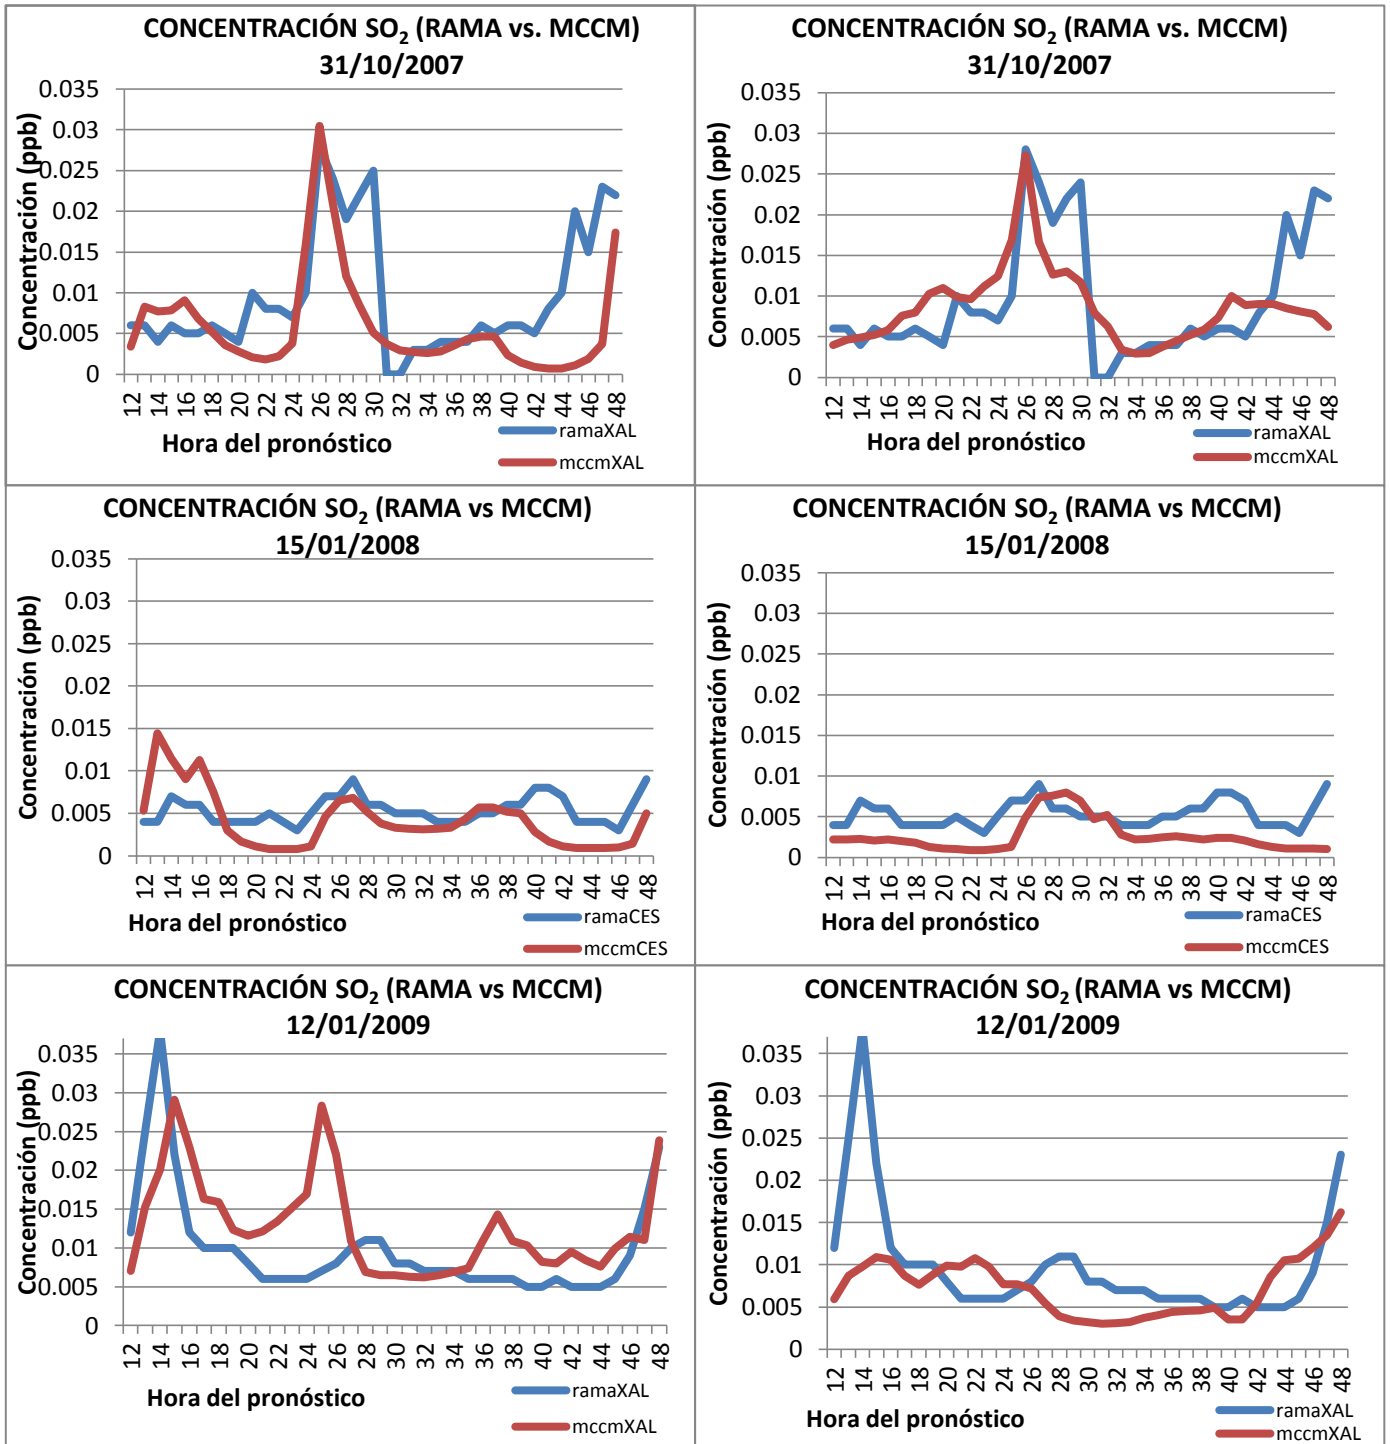 CONCENTRACIÓN SO2 (RAMA vs. MCCM)
31/10/2007
Concentración (ppb)
0.035
0.03
0.025
0.02
0.015
0.01
0.005
0
12 14 16 18 20 22 24 26 28 30 32 34 36 38 40 42 44 46 48
Hora del pronóstico
ramaXAL
mccmXAL
CONCENTRACIÓN SO2 (RAMA vs. MCCM)
31/10/2007
Concentración (ppb)
0.035
0.03
0.025
0.02
0.015
0.01
0.005
0
12 14 16 18 20 22 24 26 28 30 32 34 36 38 40 42 44 46 48
Hora del pronóstico
ramaXAL
mccmXAL
CONCENTRACIÓN SO2 (RAMA vs MCCM)
15/01/2008
Concentración (ppb)
0.035
0.03
0.025
0.02
0.015
0.01
0.005
0
12 14 16 18 20 22 24 26 28 30 32 34 36 38 40 42 44 46 48
Hora del pronóstico
ramaCES
mccmCES
CONCENTRACIÓN SO2 (RAMA vs MCCM)
15/01/2008
Concentración (ppb)
0.035
0.03
0.025
0.02
0.015
0.01
0.005
0
12 14 16 18 20 22 24 26 28 30 32 34 36 38 40 42 44 46 48
Hora del pronóstico
ramaCES
mccmCES
CONCENTRACIÓN SO2 (RAMA vs MCCM)
12/01/2009
Concentración (ppb)
0.035
0.03
0.025
0.02
0.015
0.01
0.005
0
12 14 16 18 20 22 24 26 28 30 32 34 36 38 40 42 44 46 48
Hora del pronóstico
ramaXAL
mccmXAL
CONCENTRACIÓN SO2 (RAMA vs MCCM)
12/01/2009
Concentración (ppb)
0.035
0.03
0.025
0.02
0.015
0.01
0.005
0
12 14 16 18 20 22 24 26 28 30 32 34 36 38 40 42 44 46 48
Hora del pronóstico
ramaXAL
mccmXAL